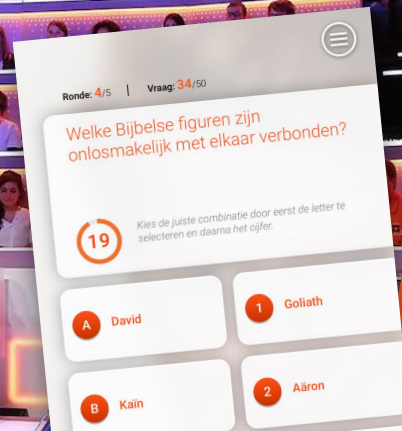 Ronde: 4/5 | Vraag: 34/50
Welke Bijbelse figuren zijn
onlosmakelijk met elkaar verbonden?
19
Kies de juiste combinatie door eerst de letter te
selecteren en daarna het cijfer.
A David
1 Goliath
B Kaïn
2 Aäron